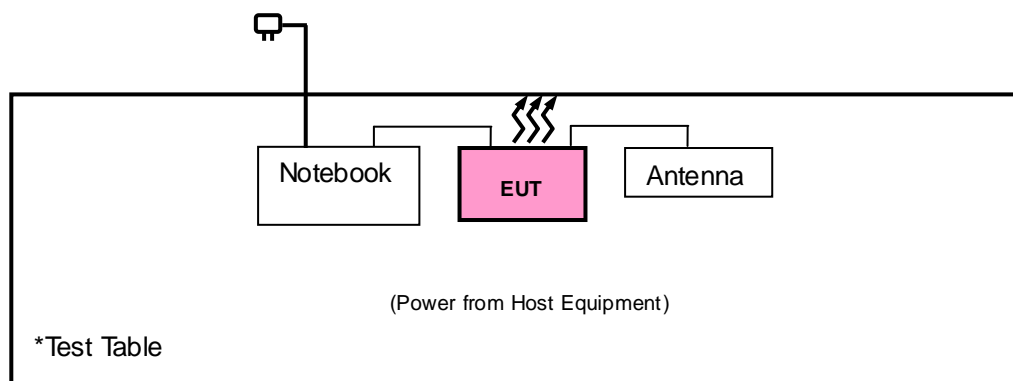 Notebook
EUT
Antenna
(Power from Host Equipment)
*Test Table